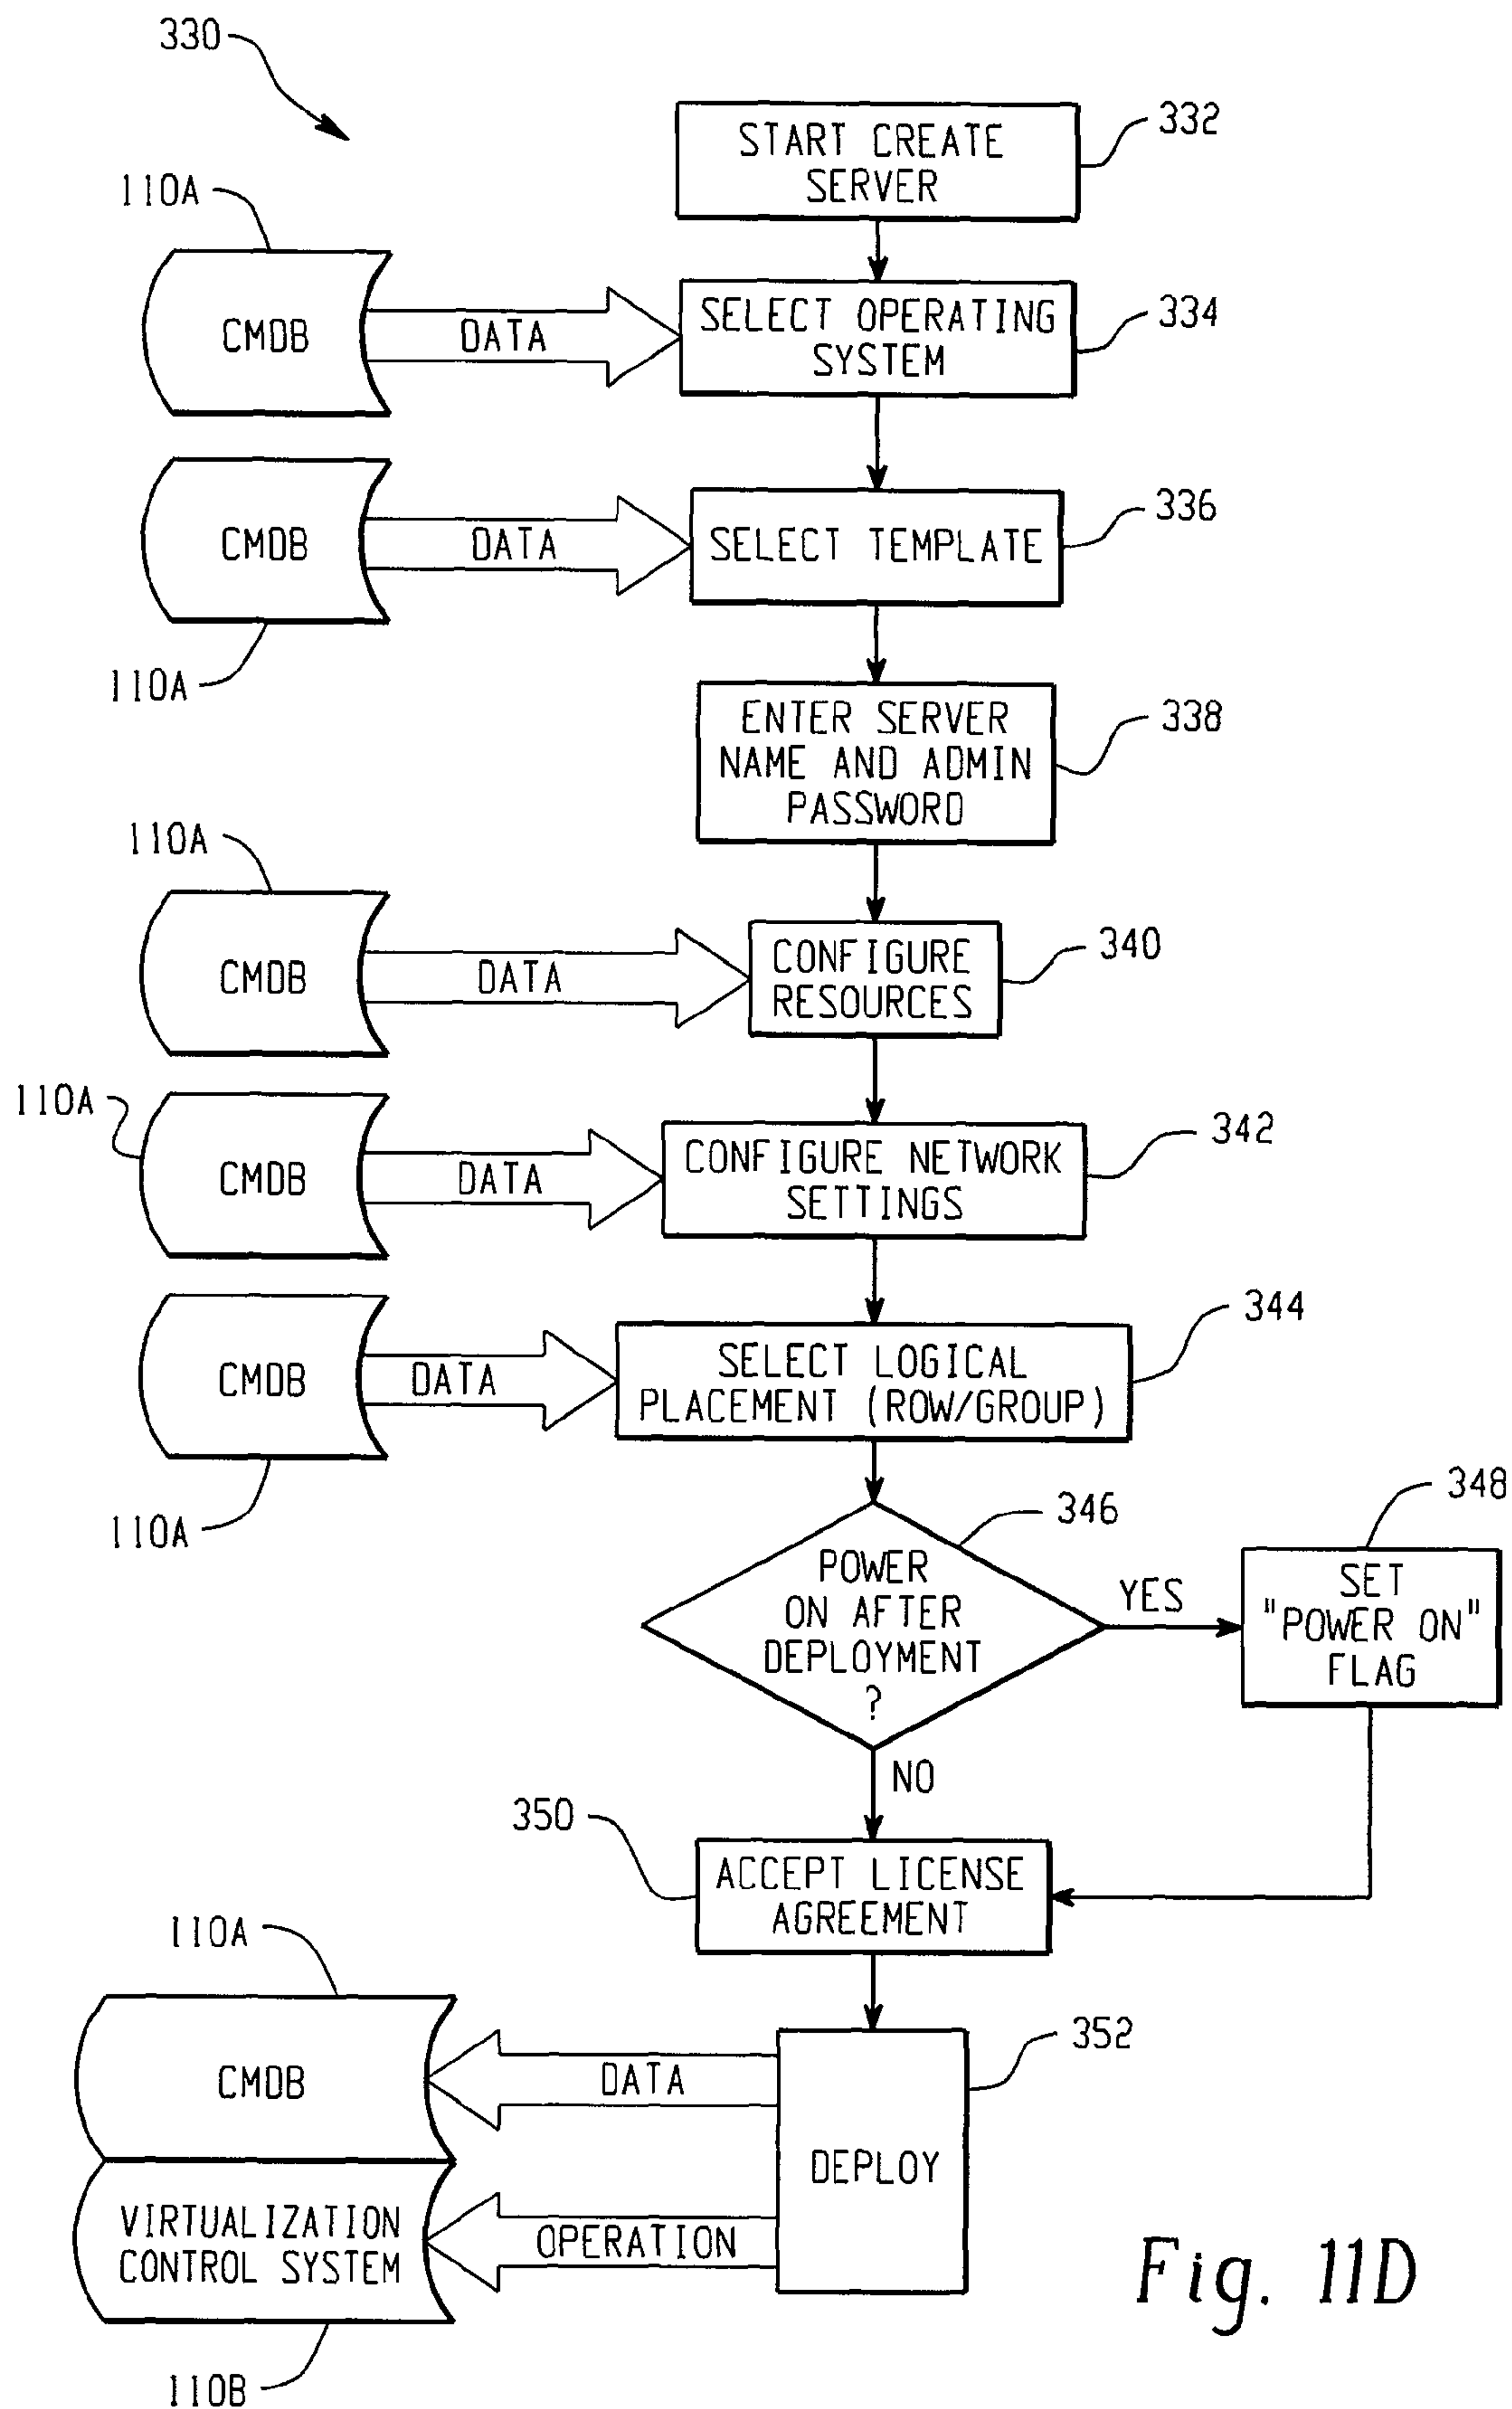 330
START CREATE
SERVER
332
110A
CMDB
DATA
SELECT OPERATING
SYSTEM
334
CMDB
DATA
SELECT TEMPLATE
336
110A
ENTER SERVER
NAME AND ADMIN
PASSWORD
338
110A
CMDB
DATA
CONFIGURE
RESOURCES
340
110A
CMDB
DATA
CONFIGURE NETWORK
SETTINGS
342
CMDB
DATA
SELECT LOGICAL
PLACEMENT (ROW/GROUP)
344
110A
POWER
ON AFTER
DEPLOYMENT
?
346
YES
SET
"POWER ON"
FLAG
348
NO
350
ACCEPT LICENSE
AGREEMENT
110A
CMDB
DATA
DEPLOY
352
VIRTUALIZATION
CONTROL SYSTEM
OPERATION
110B
Fig. 11D